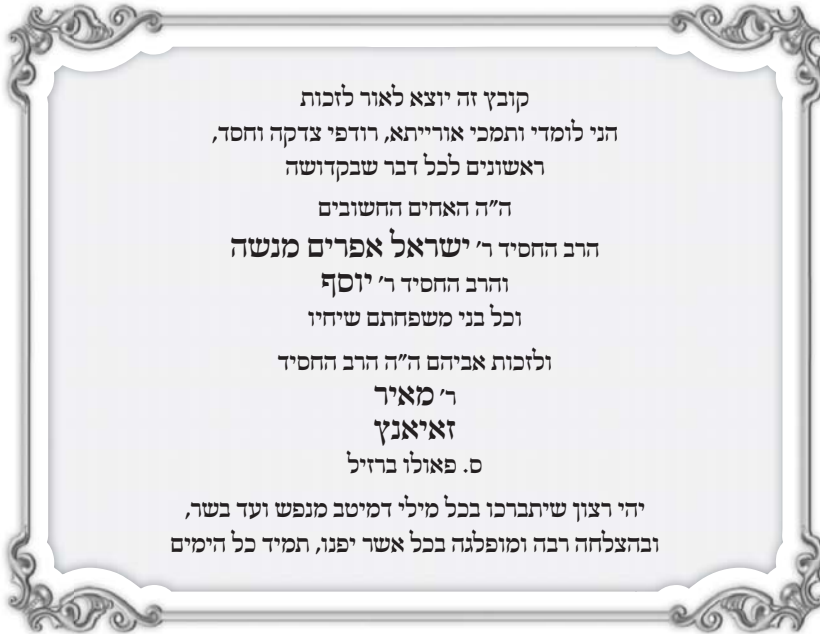 קובץ זה יוצא לאור לזכות
הני לומדי ותמכי אורייתא, רודפי צדקה וחסד,
ראשונים לכל דבר שבקדושה
ה״ה האחים החשובים
הרב החסיד ר׳ ישראל אפרים מנשה
והרב החסיד ר׳ יוסף
וכל בני משפחתם שיחיו
ולזכות אביהם ה״ה הרב החסיד
ר׳ מאיר
זאיאנץ
ס. פאולו ברזיל
יהי רצון שיתברכו בכל מילי דמיטב מנפש ועד בשר,
ובהצלחה רבה ומופלגה בכל אשר יפנו, תמיד כל הימים